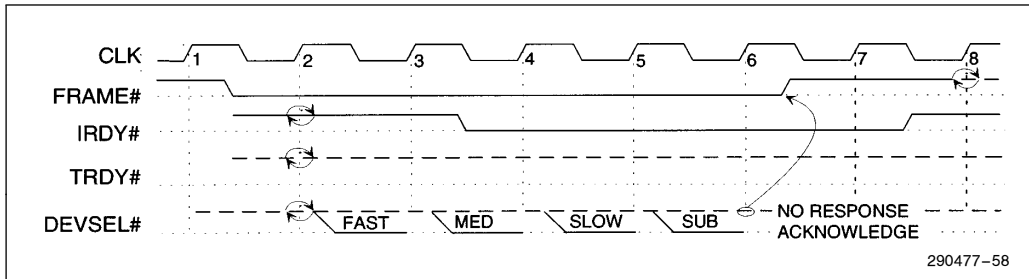 CLK
1 2 3 4 5 6 7 8
FRAME#
IRDY#
TRDY#
DEVSEL#
FAST MED SLOW SUB NO RESPONSE
ACKNOWLEDGE
290477-58